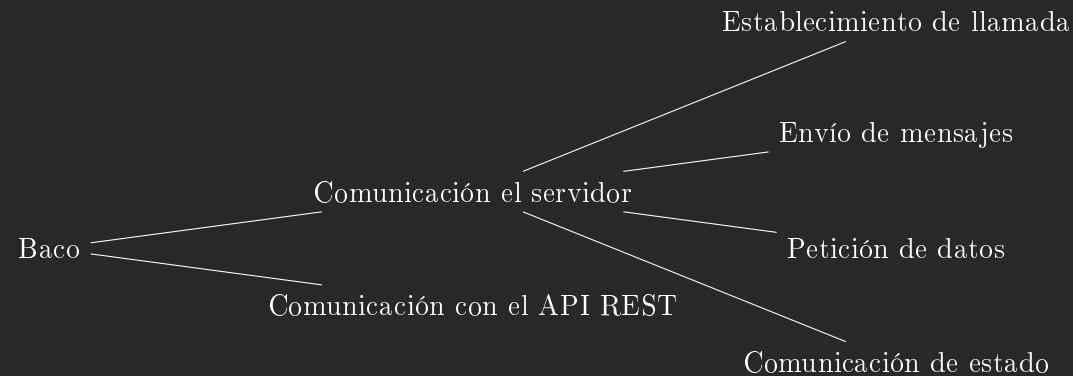 Establecimiento de llamada
Envío de mensajes
Comunicación el servidor
Baco
Petición de datos
Comunicación con el API REST
Comunicación de estado